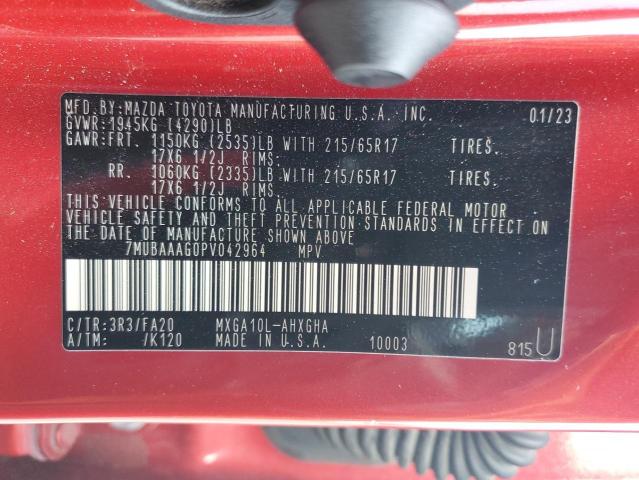 MFD.BY:MAZDA TOYOTA MANUFACTURING U.S.A. INC. 01/23
GVWR:1945KG (4290)LB
GAWR:FRT. 1150KG (2535)LB WITH 215/65R17 TIRES.
17X6 1/2J RIMS.
RR. 1060KG (2335)LB WITH 215/65R17 TIRES.
17X6 1/2J RIMS.
THIS VEHICLE CONFORMS TO ALL APPLICABLE FEDERAL MOTOR
VEHICLE SAFETY AND THEFT PREVENTION STANDARDS IN EFFECT ON
THE DATE OF MANUFACTURE SHOWN ABOVE.
7MUBAAAG0PV042964 MPV
C/TR:3R3/FA20 MXGA10L-AHXGHA
A/TM: /K120 MADE IN U.S.A. 10003 815U